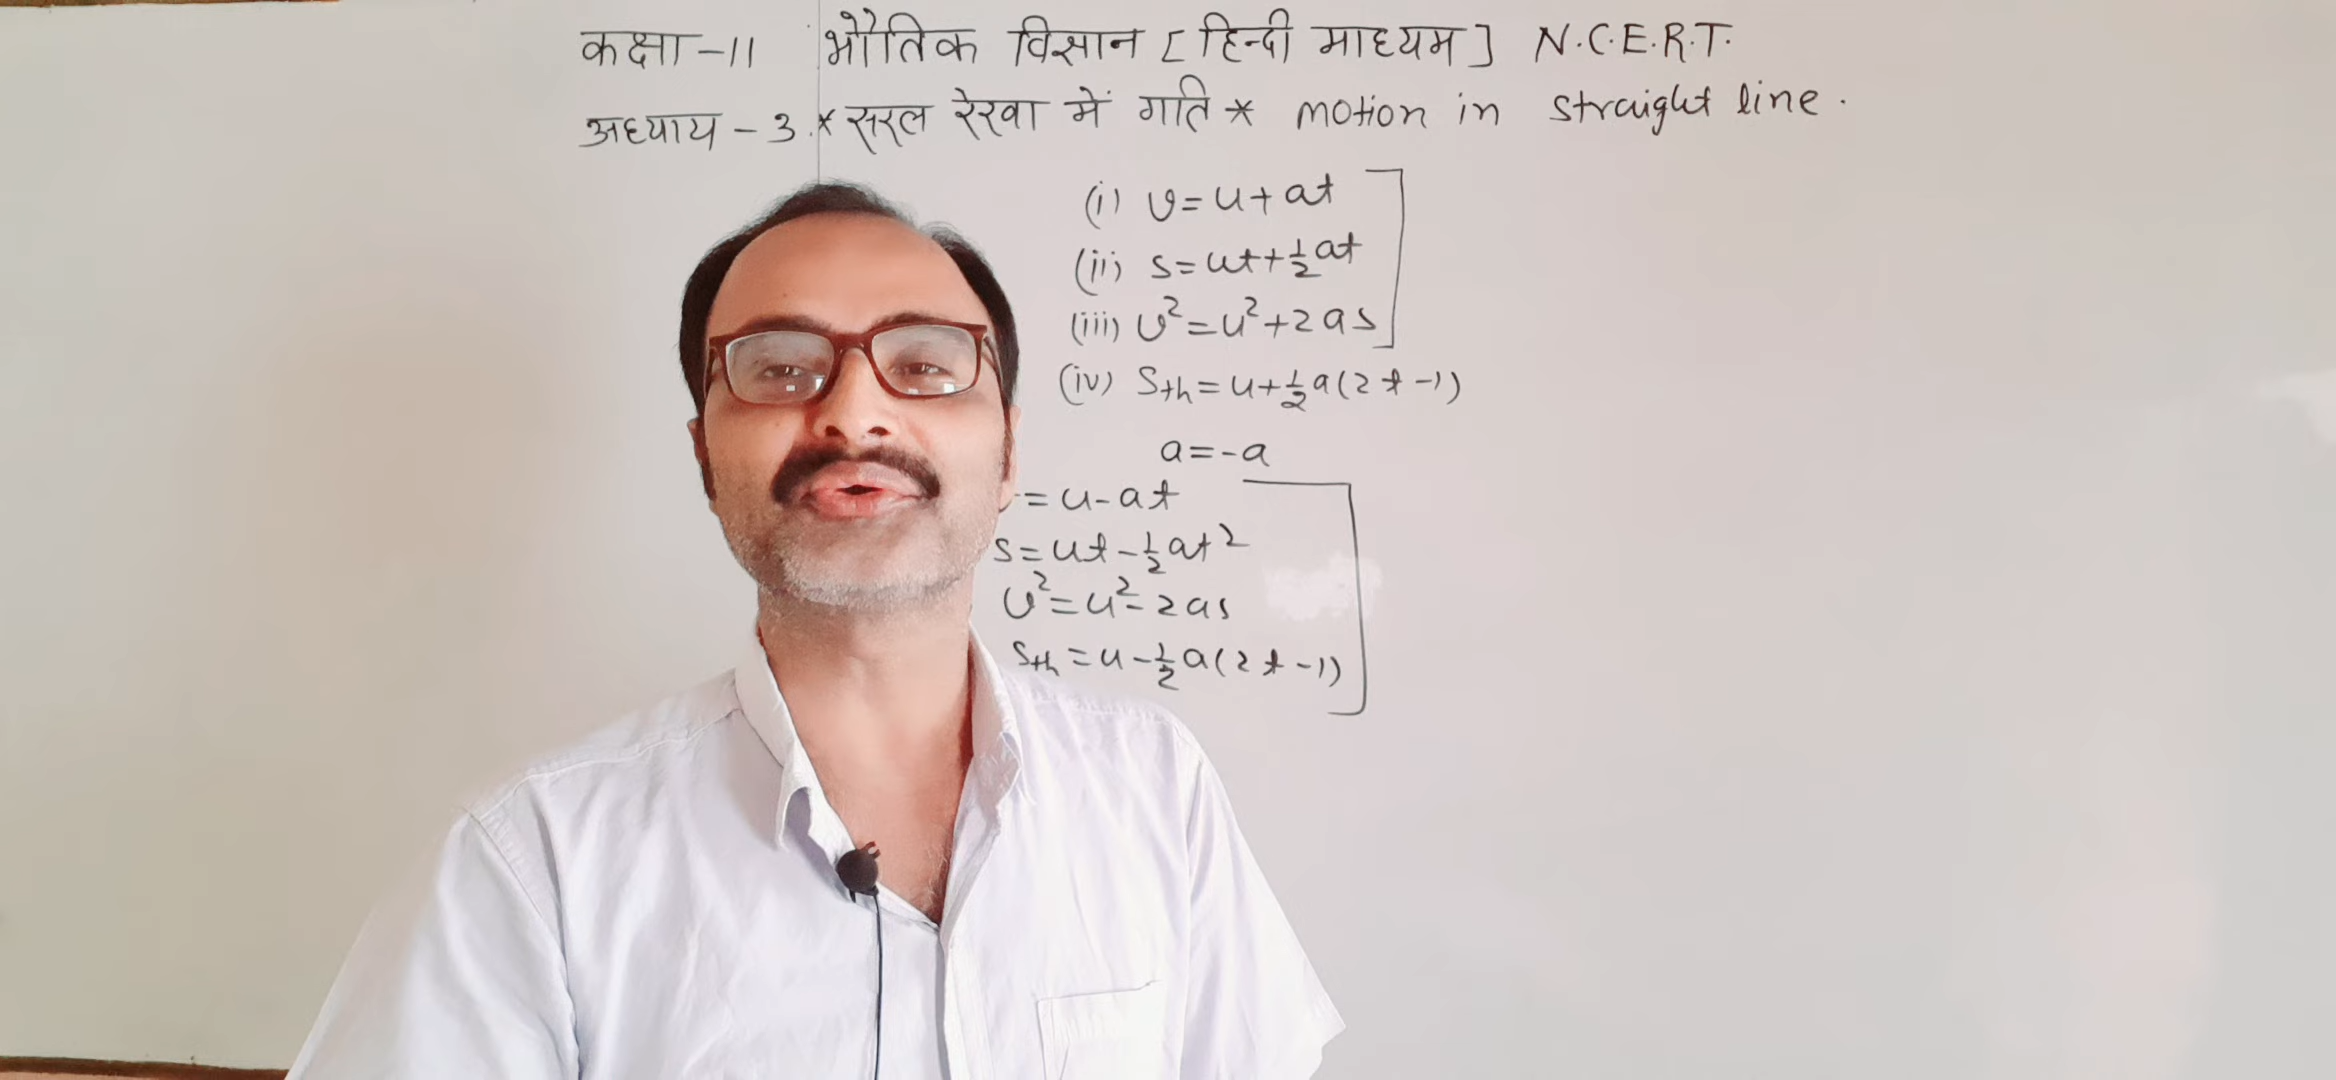 कक्षा -11 भौतिक विज्ञान [हिन्दी माध्यम] N.C.E.R.T.
अध्याय - 3 * सरल रेखा में गति * motion in straight line.
(i) v=u+at
(ii) s=ut+½at
(iii) v²=u²+2as
(iv) Sth=u+½a(2t-1)
a=-a
=u-at
s=ut-½at²
v²=u²-2as
Sth=u-½a(2t-1)